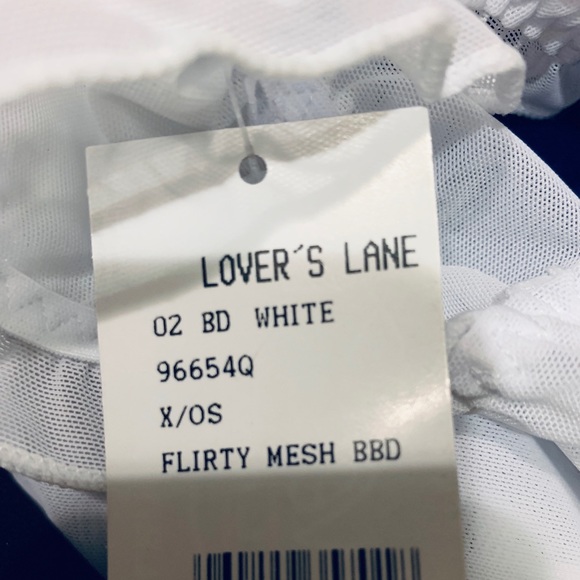 LOVER´S LANE
02 BD WHITE
96654Q
X/OS
FLIRTY MESH BBD